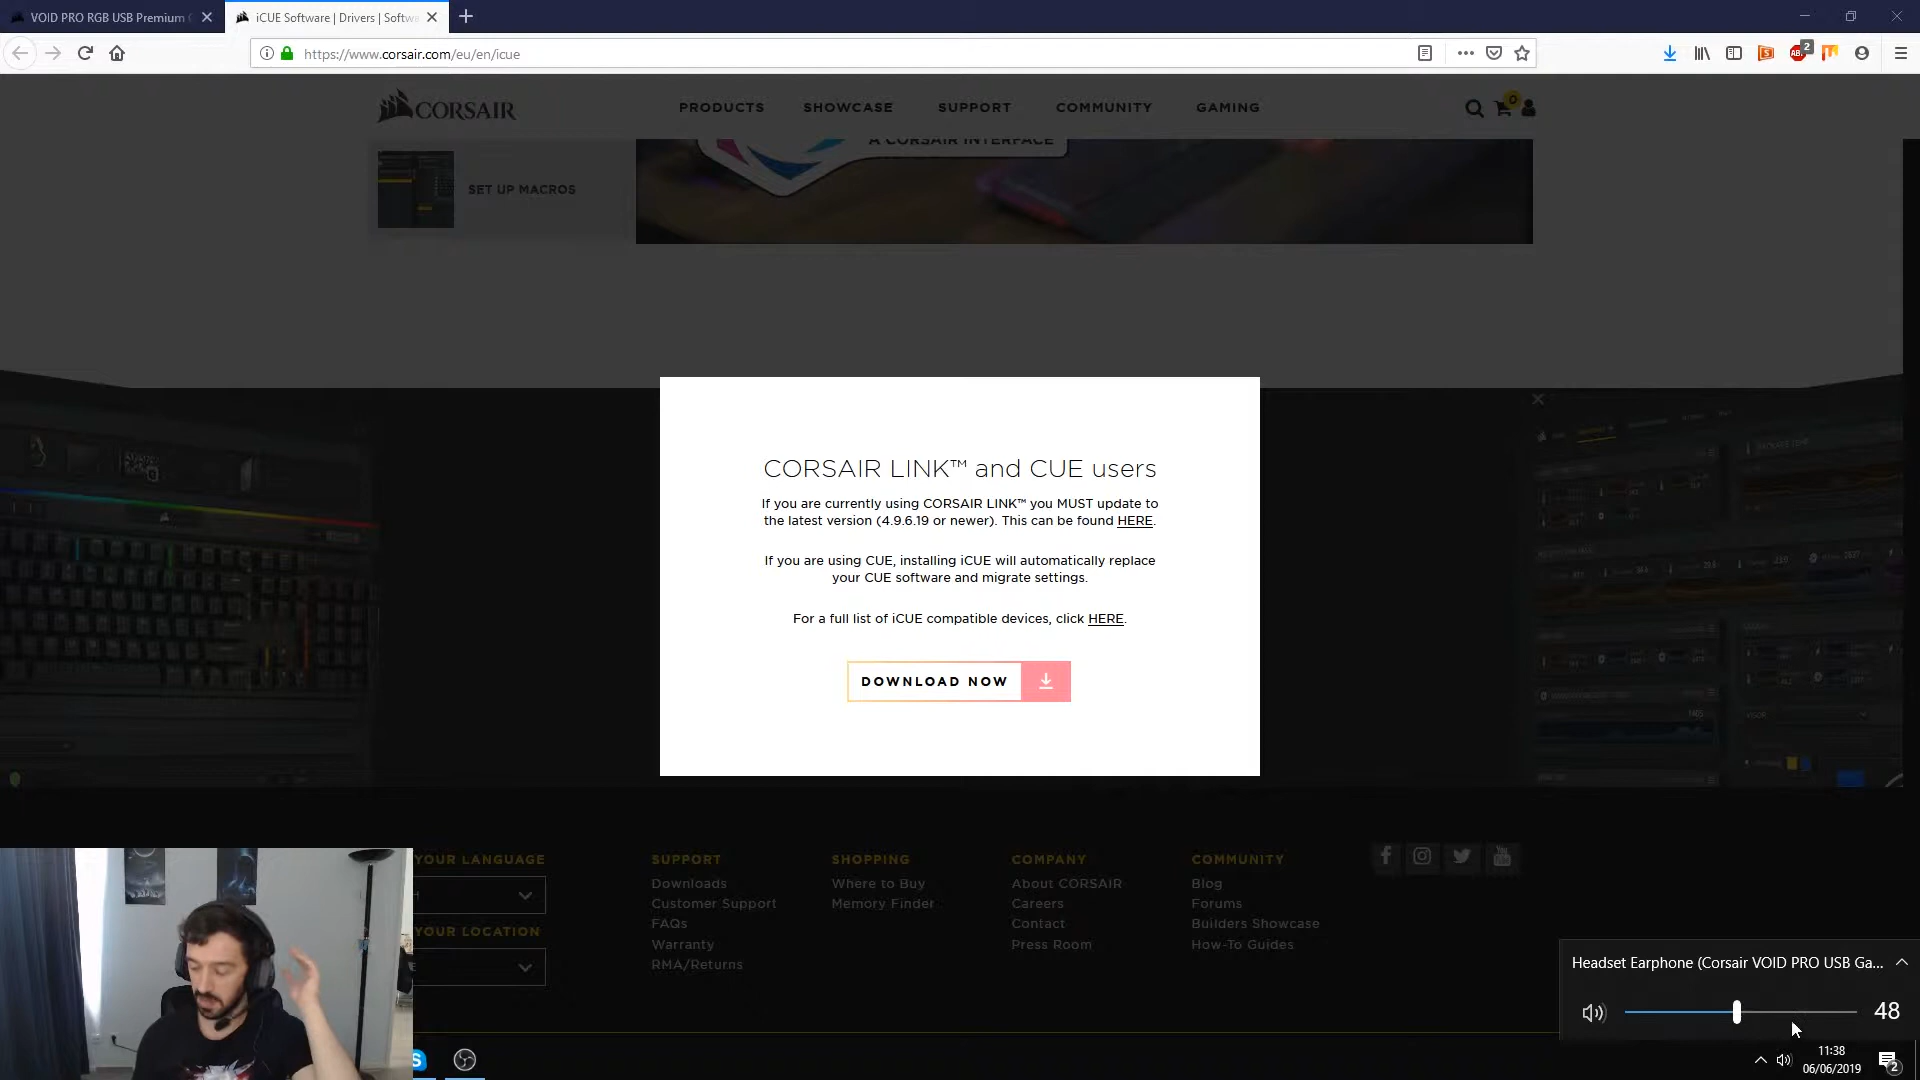 VOID PRO RGB USB Premium
iCUE Software | Drivers | Softwa
https://www.corsair.com/eu/en/icue
2
CORSAIR
PRODUCTS
SHOWCASE
SUPPORT
COMMUNITY
GAMING
0
A CORSAIR INTERFACE
SET UP MACROS
CORSAIR LINK™ and CUE users
If you are currently using CORSAIR LINK™ you MUST update to
the latest version (4.9.6.19 or newer). This can be found HERE.
If you are using CUE, installing iCUE will automatically replace
your CUE software and migrate settings.
For a full list of iCUE compatible devices, click HERE.
DOWNLOAD NOW
YOUR LANGUAGE
YOUR LOCATION
SUPPORT
Downloads
Customer Support
FAQs
Warranty
RMA/Returns
SHOPPING
Where to Buy
Memory Finder
COMPANY
About CORSAIR
Careers
Contact
Press Room
COMMUNITY
Blog
Forums
Builders Showcase
How-To Guides
Headset Earphone (Corsair VOID PRO USB Ga...
48
11:38
06/06/2019
2